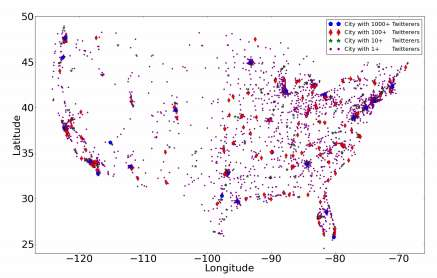 50
45
40
35
30
25
Latitude
−120 −110 −100 −90 −80 −70
Longitude
City with 1000+ Twitterers
City with 100+ Twitterers
City with 10+ Twitterers
City with 1+ Twitterers